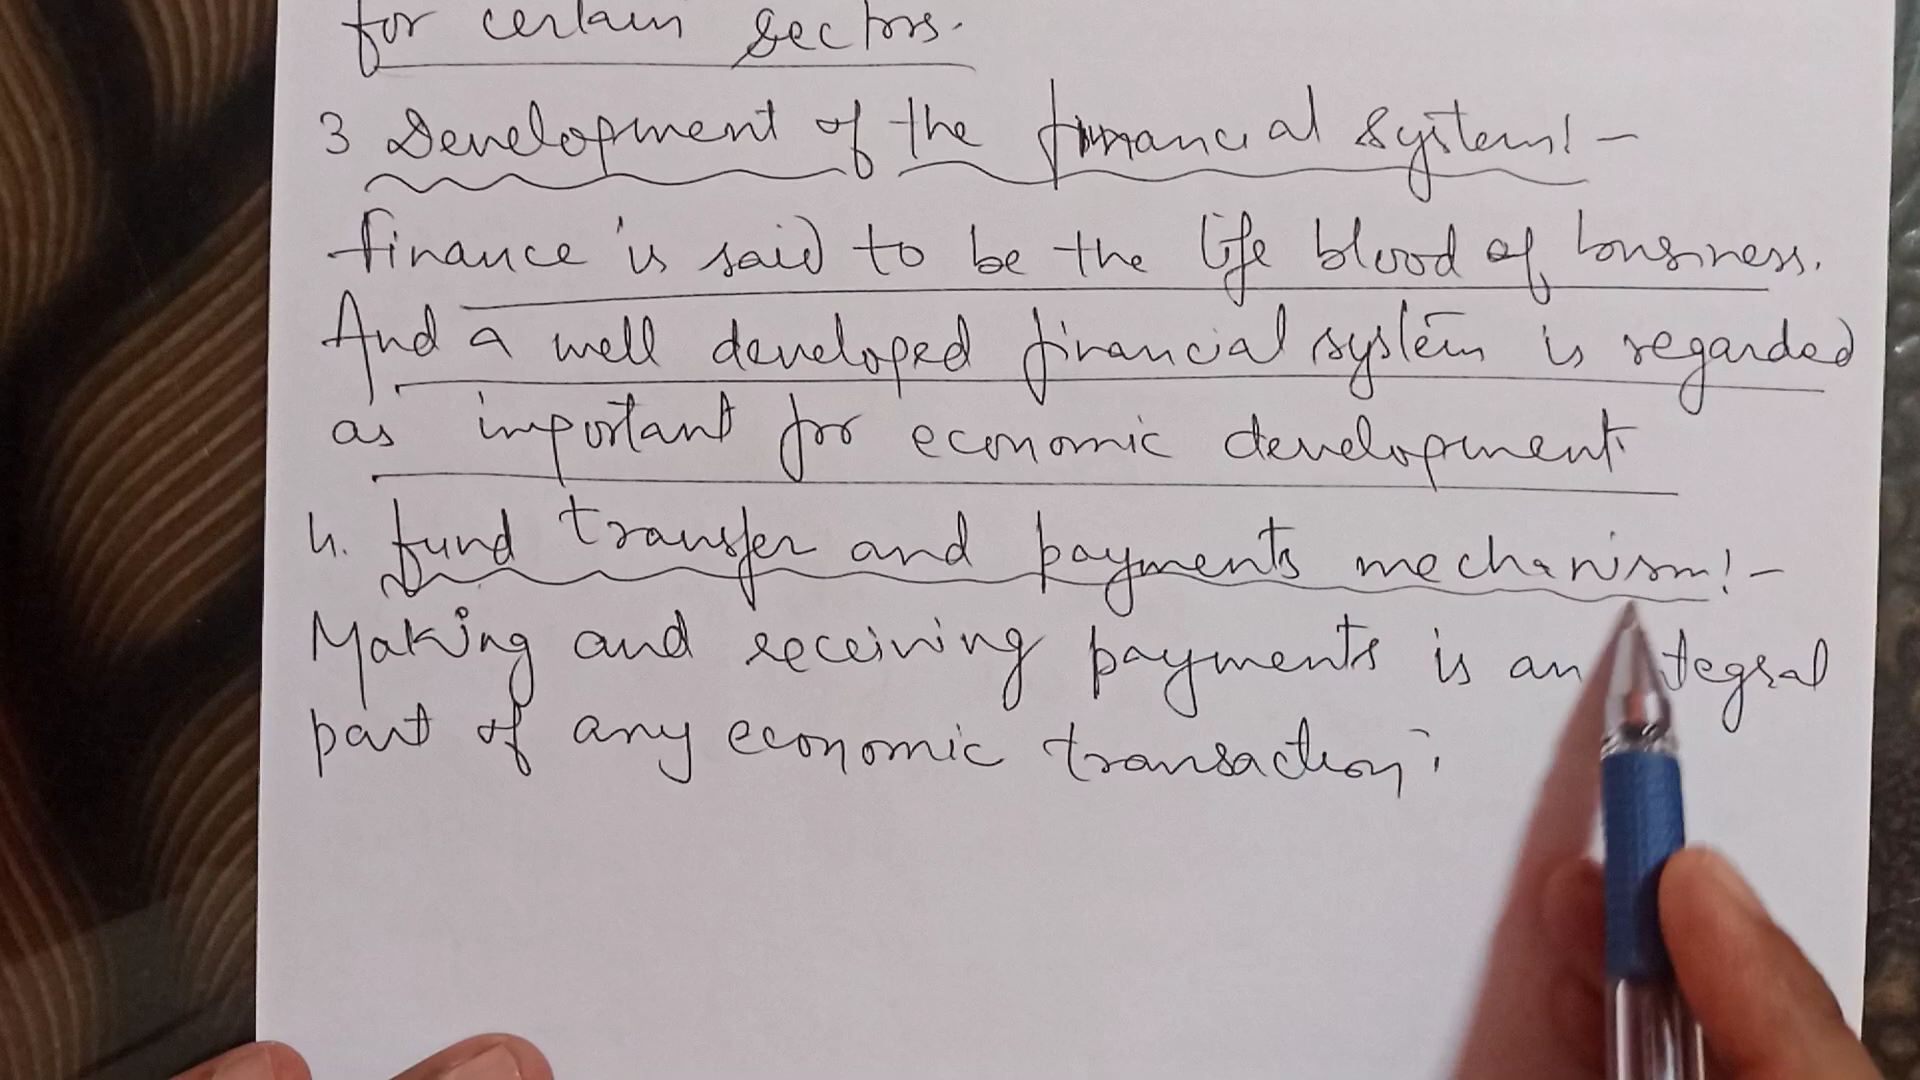 for certain sectors.
3 Development of the financial system:-
finance is said to be the life blood of bousiness.
And a well developed financial system is regarded
as important for economic development.
4. fund transfer and payments mechanism:-
Making and receiving payments is an tegral
part of any economic transaction.